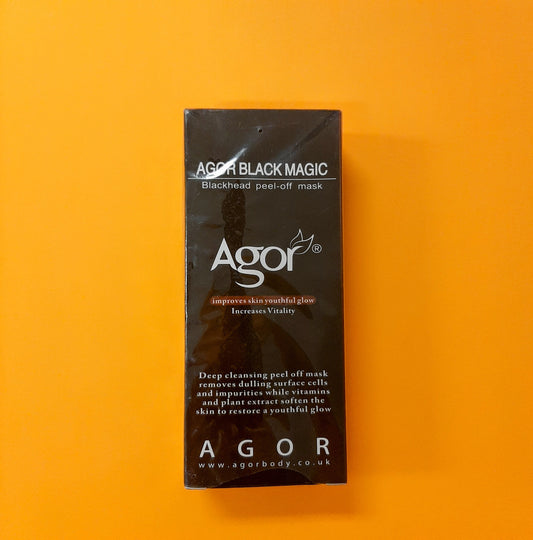 AGOR BLACK MAGIC
Blackhead peel-off mask
Agor®
improves skin youthful glow
Increases Vitality
Deep cleansing peel off mask
removes dulling surface cells
and impurities while vitamins
and plant extract soften the
skin to restore a youthful glow
AGOR
www.agorbody.co.uk